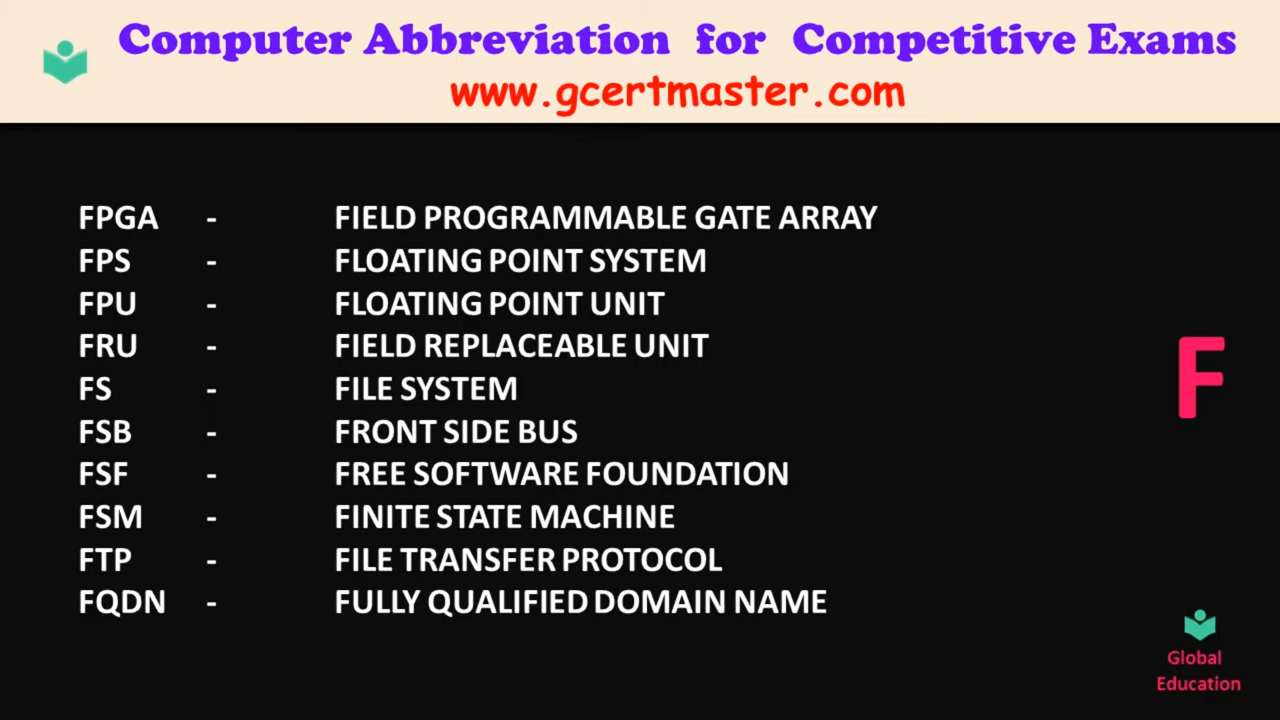 Computer Abbreviation for Competitive Exams
www.gcertmaster.com
FPGA - FIELD PROGRAMMABLE GATE ARRAY
FPS - FLOATING POINT SYSTEM
FPU - FLOATING POINT UNIT
FRU - FIELD REPLACEABLE UNIT
FS - FILE SYSTEM
FSB - FRONT SIDE BUS
FSF - FREE SOFTWARE FOUNDATION
FSM - FINITE STATE MACHINE
FTP - FILE TRANSFER PROTOCOL
FQDN - FULLY QUALIFIED DOMAIN NAME
F
Global
Education